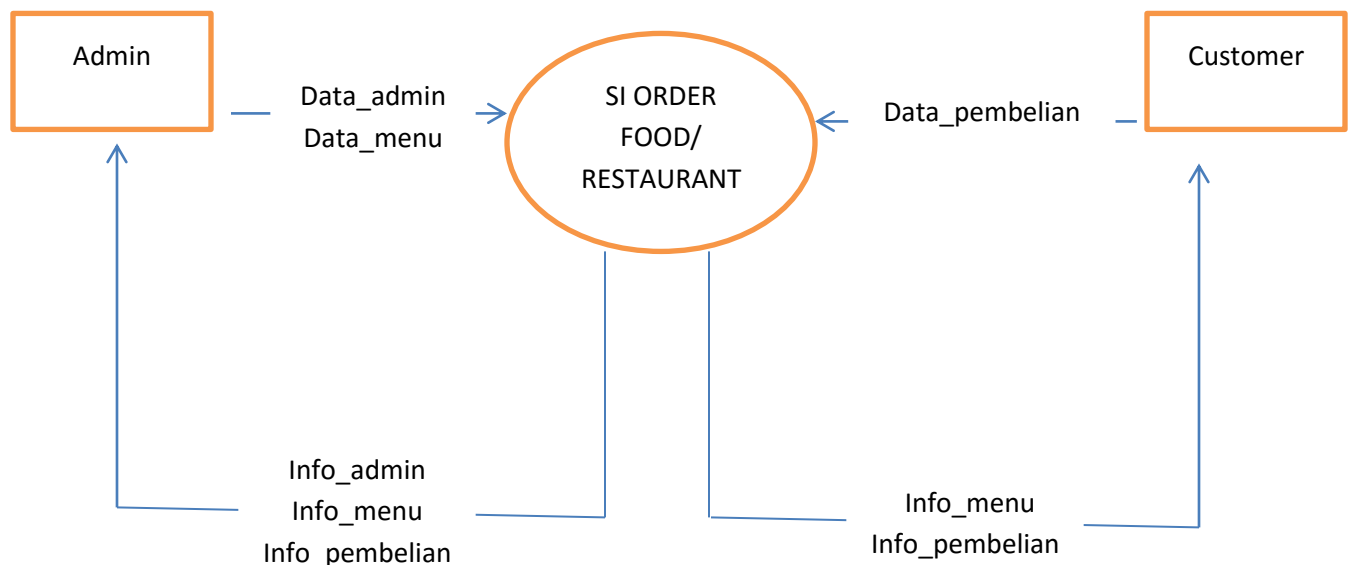 Admin
Customer
Data_admin
Data_menu
SI ORDER
FOOD/
RESTAURANT
Data_pembelian
Info_admin
Info_menu
Info_pembelian
Info_menu
Info_pembelian